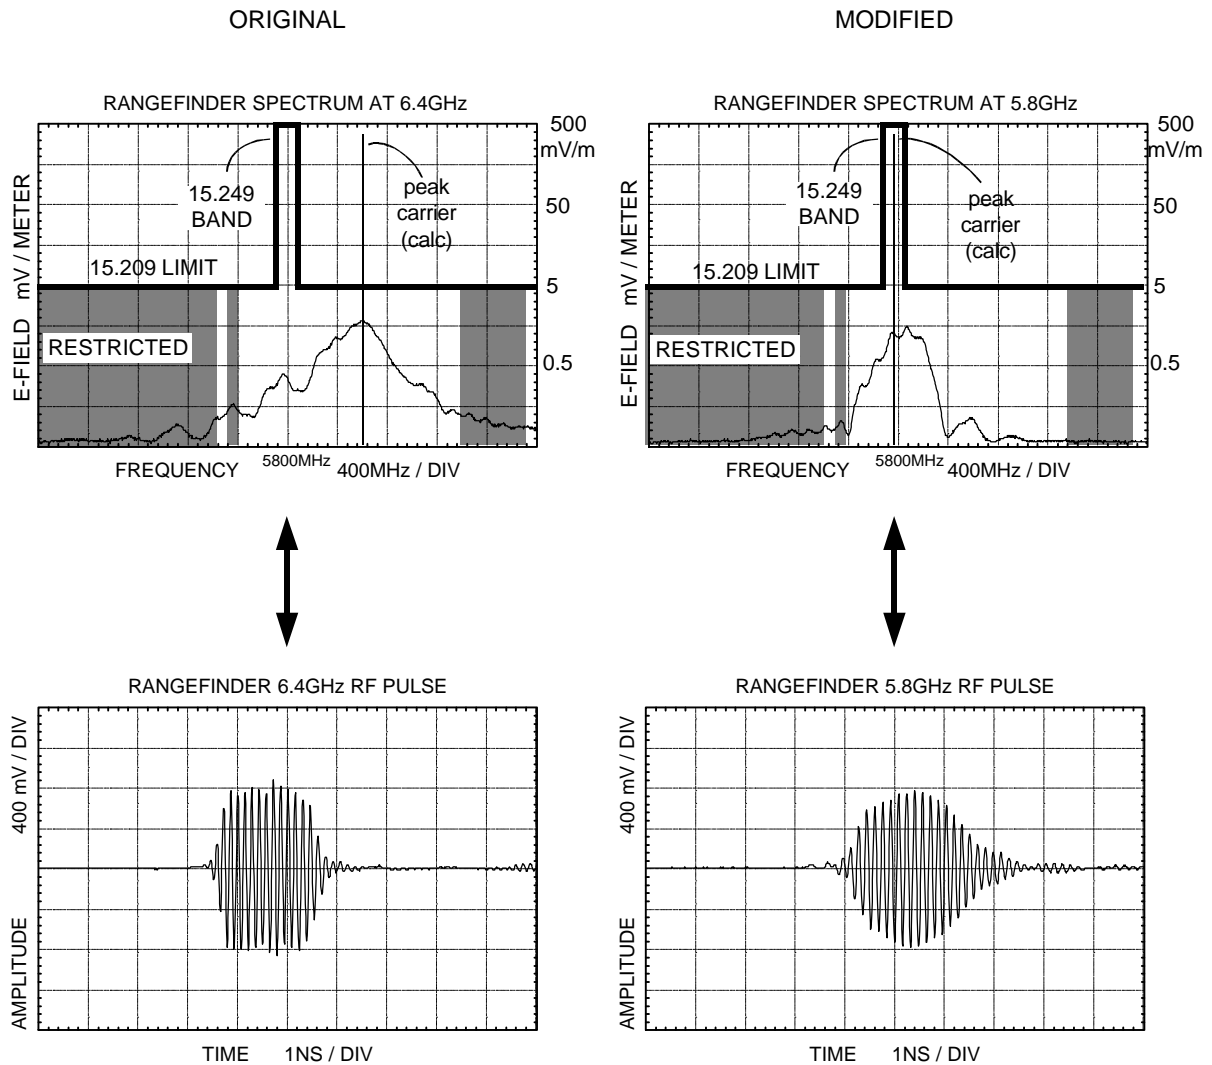 ORIGINAL
MODIFIED
RANGEFINDER SPECTRUM AT 6.4GHz
E-FIELD mV / METER
500
mV/m
50
5
0.5
15.249
BAND
peak
carrier
(calc)
15.209 LIMIT
RESTRICTED
FREQUENCY 5800MHz 400MHz / DIV
RANGEFINDER SPECTRUM AT 5.8GHz
E-FIELD mV / METER
500
mV/m
50
5
0.5
15.249
BAND
peak
carrier
(calc)
15.209 LIMIT
RESTRICTED
FREQUENCY 5800MHz 400MHz / DIV
RANGEFINDER 6.4GHz RF PULSE
AMPLITUDE 400 mV / DIV
TIME 1NS / DIV
RANGEFINDER 5.8GHz RF PULSE
AMPLITUDE 400 mV / DIV
TIME 1NS / DIV